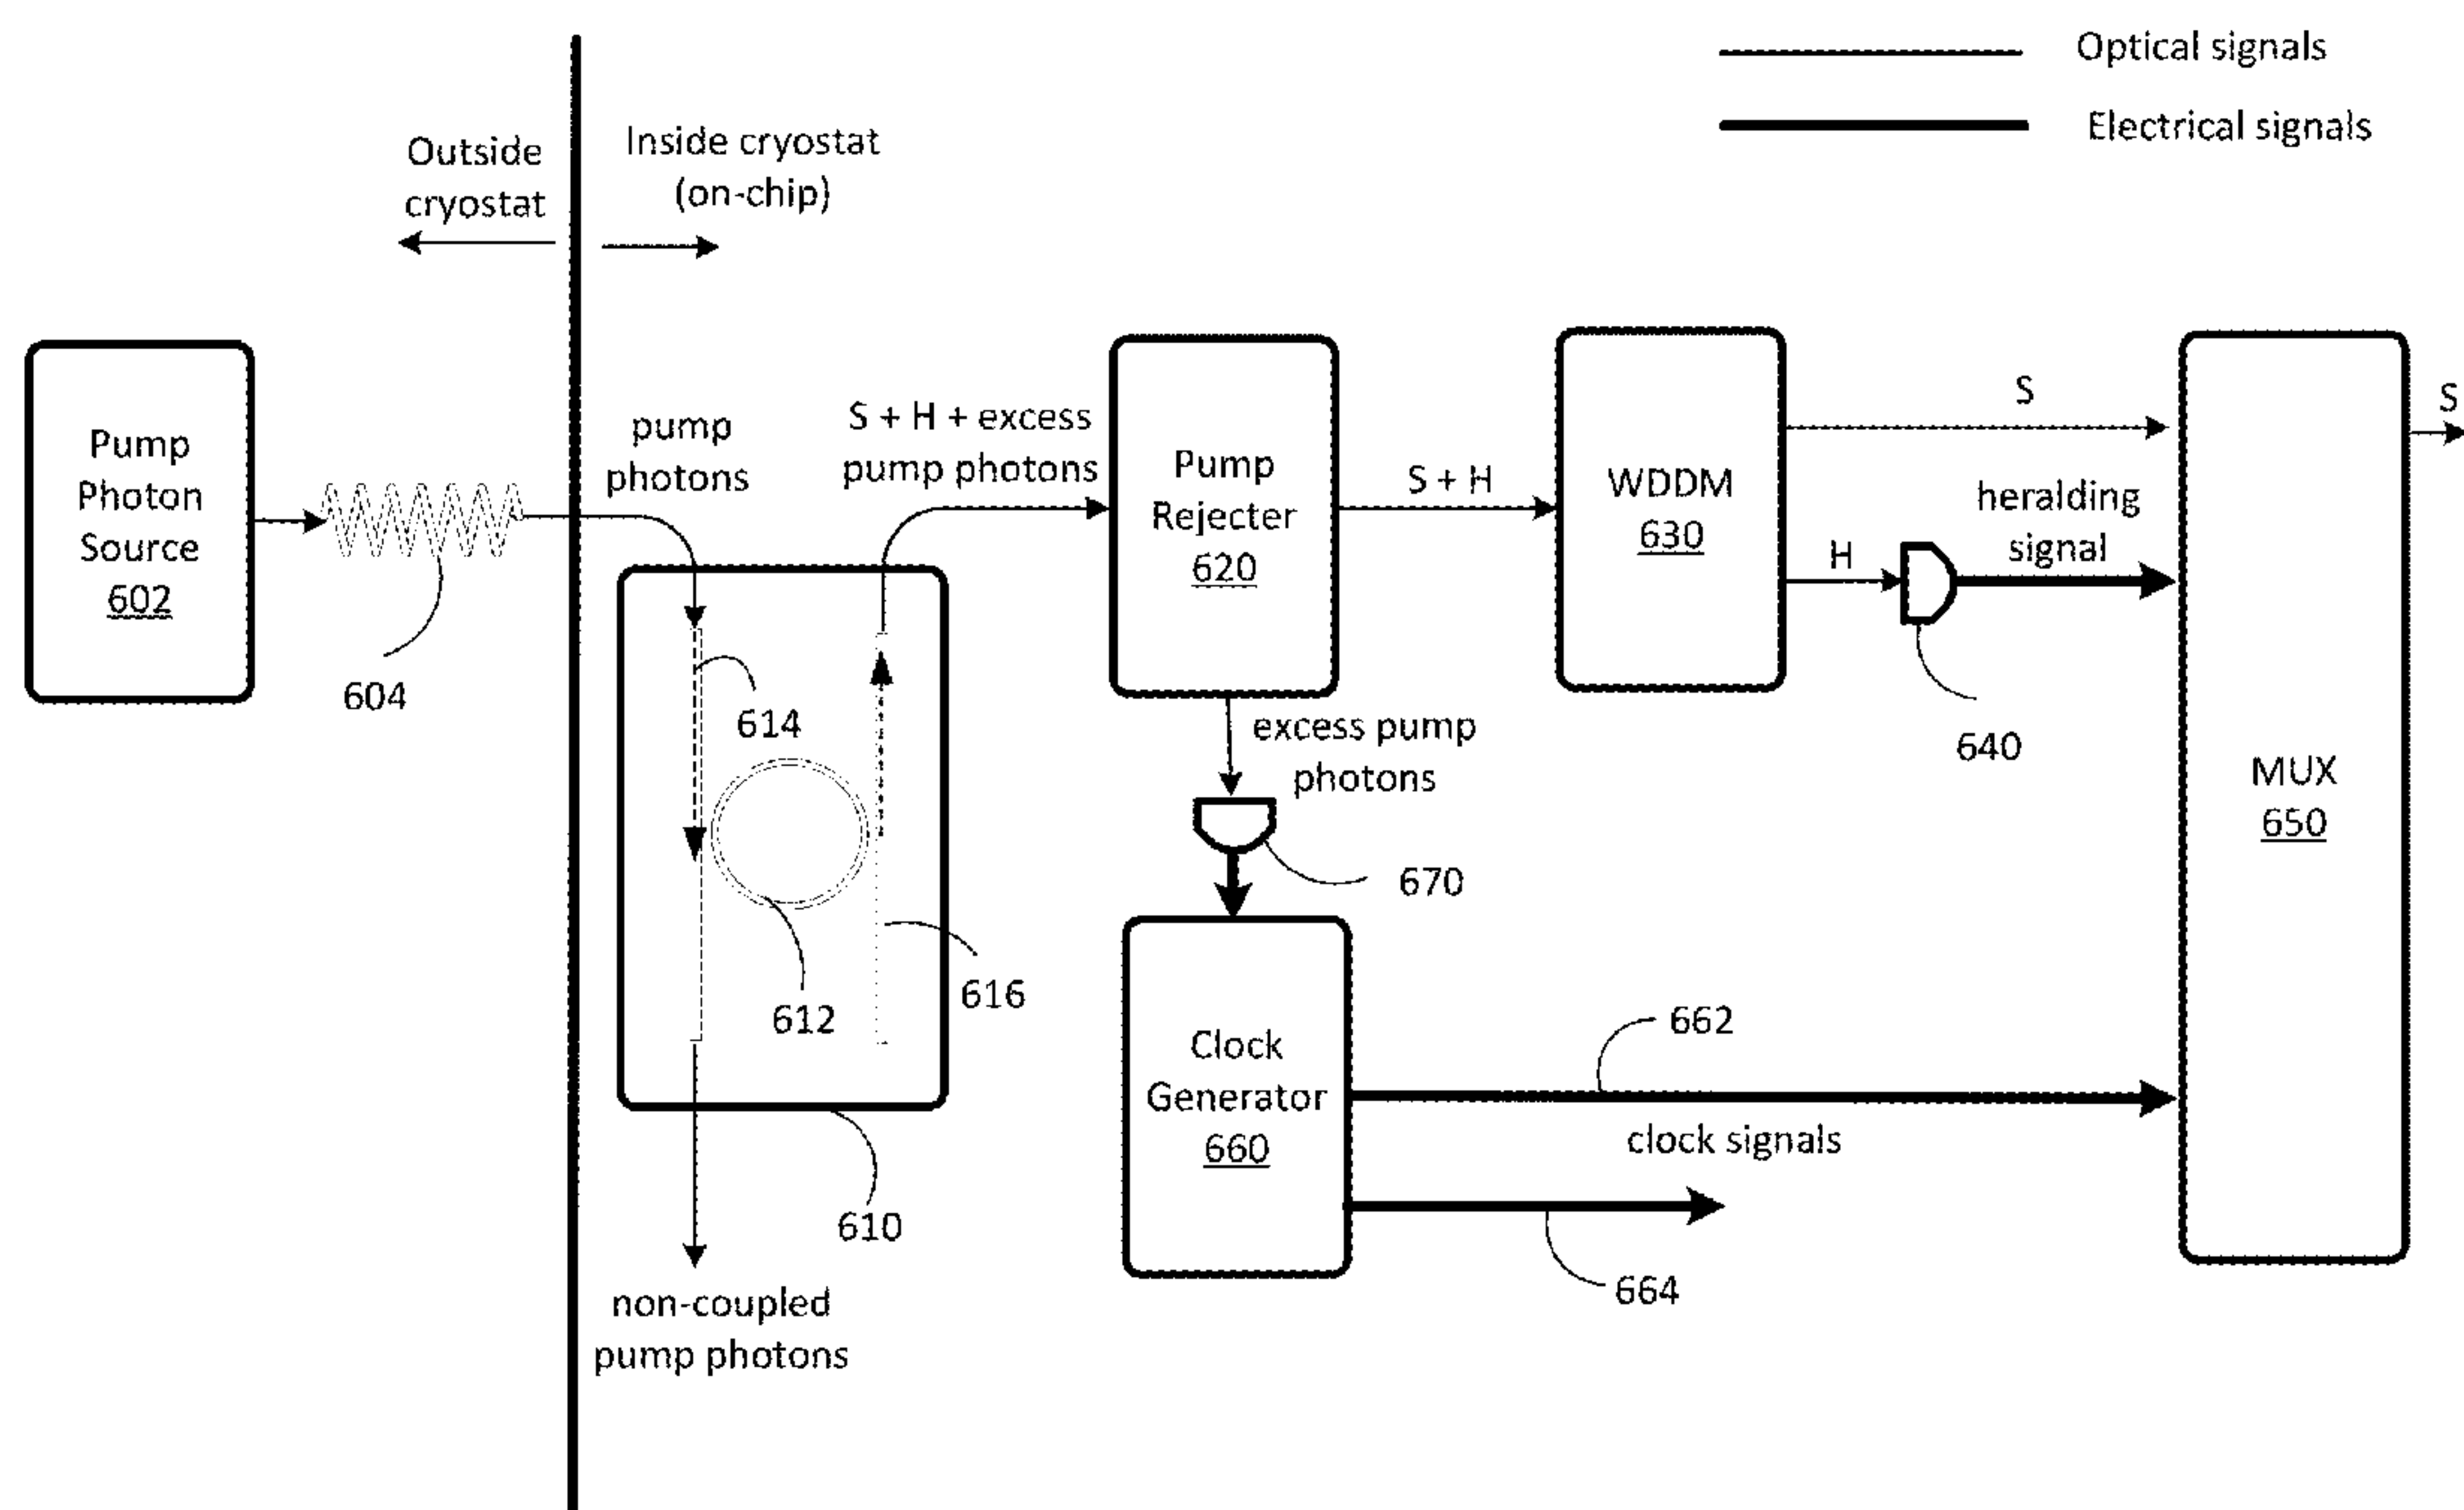 Optical signals
Electrical signals
Outside
cryostat
Inside cryostat
(on-chip)
Pump
Photon
Source
602
604
pump
photons
S + H + excess
pump photons
614
612
616
610
non-coupled
pump photons
Pump
Rejecter
620
S + H
excess pump
photons
670
WDDM
630
S
H
heralding
signal
640
Clock
Generator
660
662
clock signals
664
MUX
650
S